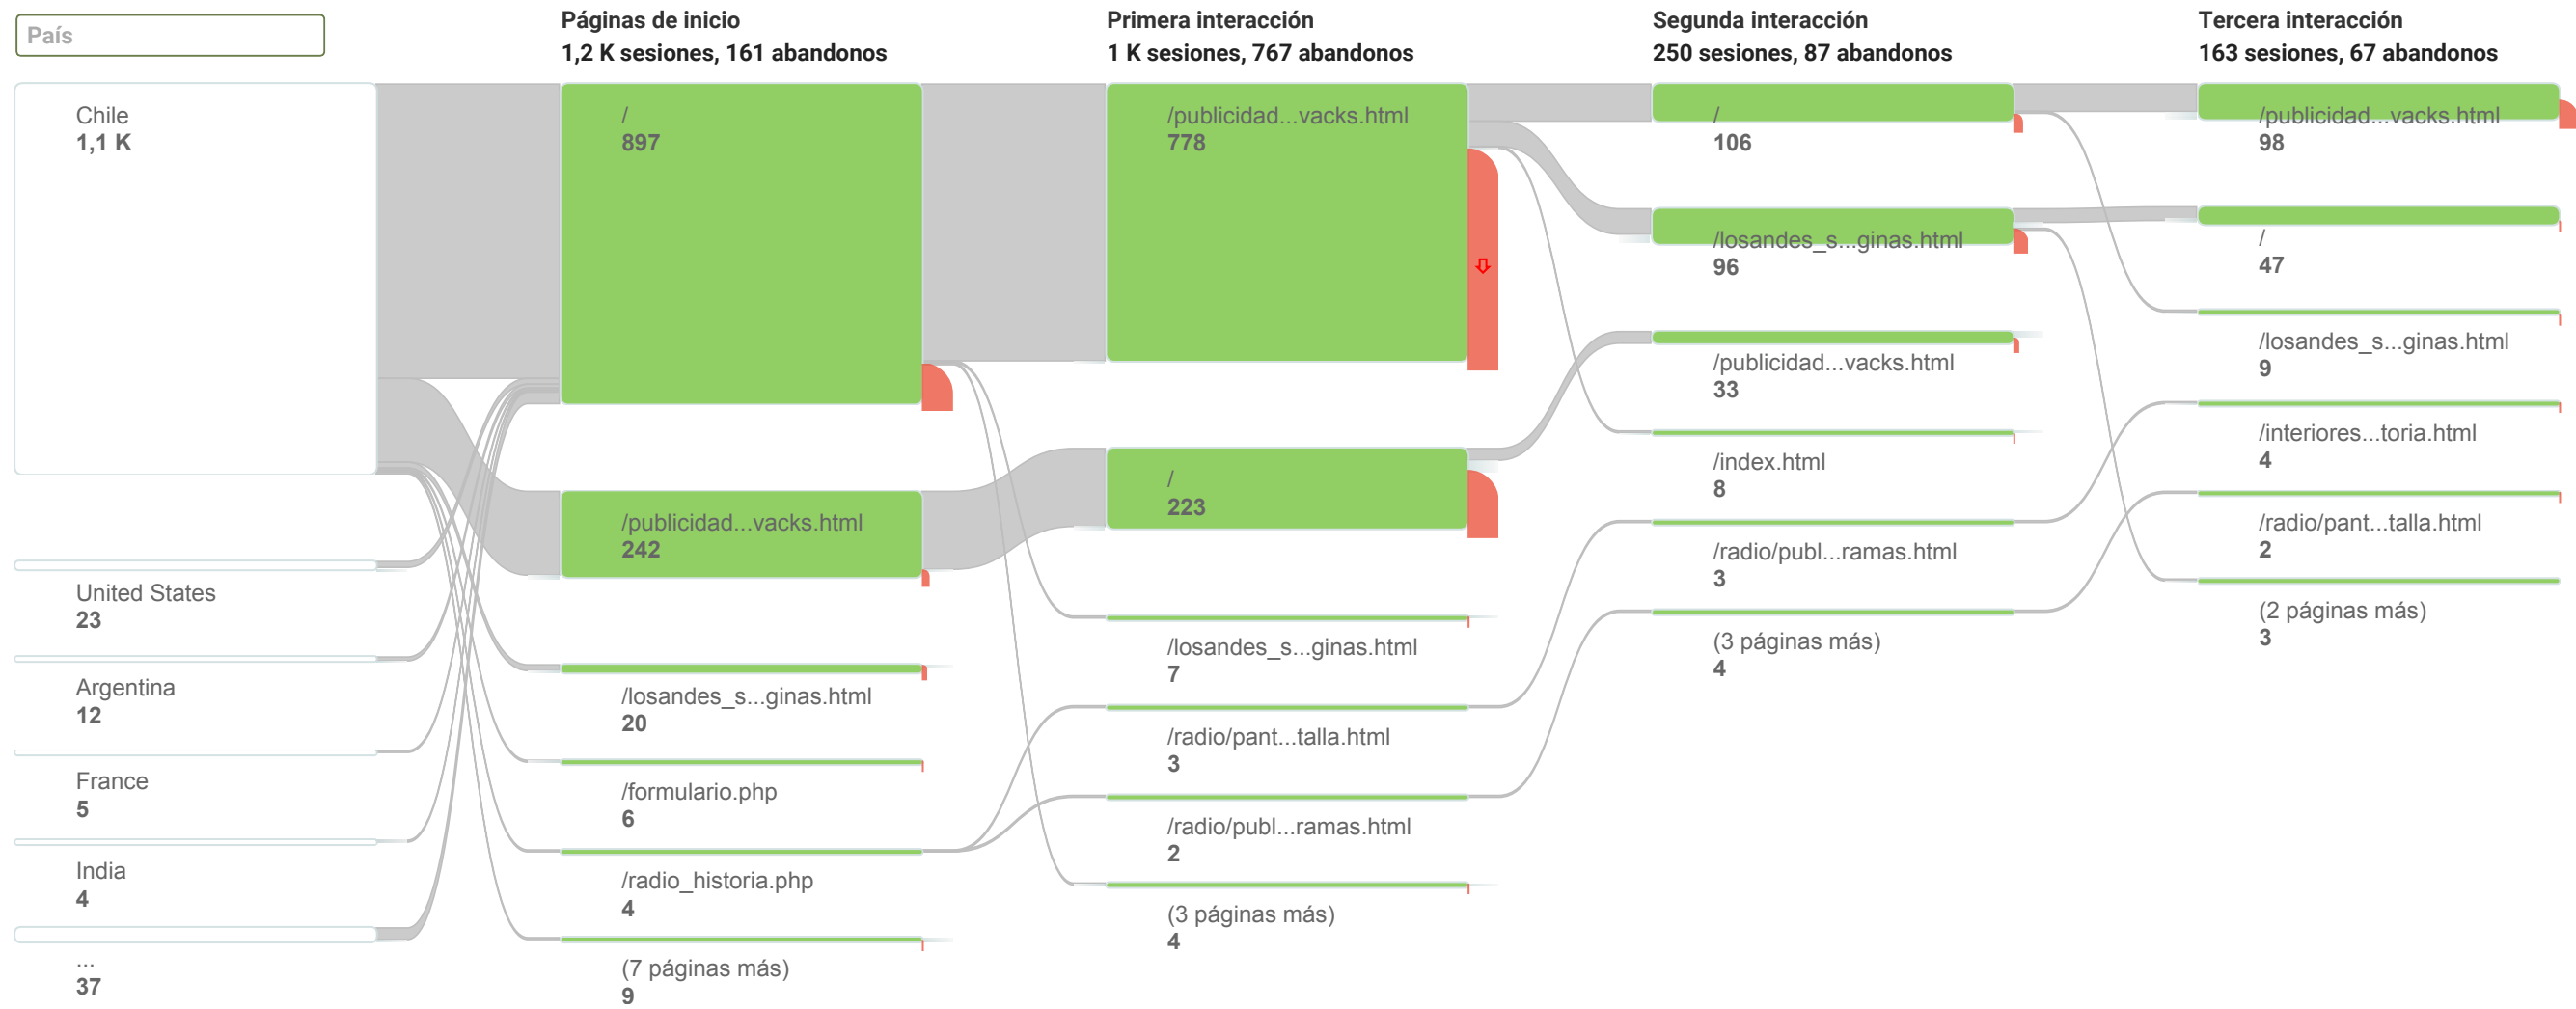 País
Chile
1,1 K
United States
23
Argentina
12
France
5
India
4
...
37
Páginas de inicio
1,2 K sesiones, 161 abandonos
/
897
/publicidad...vacks.html
242
/losandes_s...ginas.html
20
/formulario.php
6
/radio_historia.php
4
(7 páginas más)
9
Primera interacción
1 K sesiones, 767 abandonos
/publicidad...vacks.html
778
/
223
/losandes_s...ginas.html
7
/radio/pant...talla.html
3
/radio/publ...ramas.html
2
(3 páginas más)
4
Segunda interacción
250 sesiones, 87 abandonos
/
106
/losandes_s...ginas.html
96
/publicidad...vacks.html
33
/index.html
8
/radio/publ...ramas.html
3
(3 páginas más)
4
Tercera interacción
163 sesiones, 67 abandonos
/publicidad...vacks.html
98
/
47
/losandes_s...ginas.html
9
/interiores...toria.html
4
/radio/pant...talla.html
2
(2 páginas más)
3